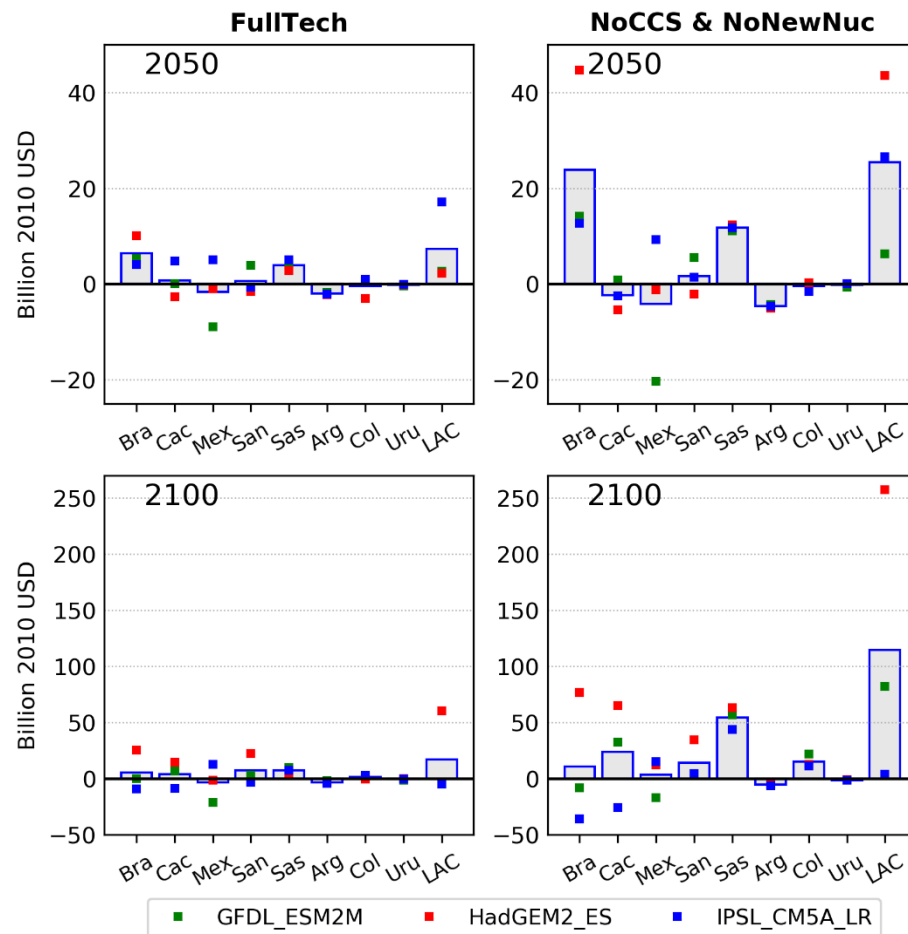 FullTech
NoCCS & NoNewNuc
2050
2050
40
20
0
−20
40
20
0
−20
Billion 2010 USD
Bra Cac Mex San Sas Arg Col Uru LAC
Bra Cac Mex San Sas Arg Col Uru LAC
2100
2100
250
200
150
100
50
0
−50
250
200
150
100
50
0
−50
Billion 2010 USD
Bra Cac Mex San Sas Arg Col Uru LAC
Bra Cac Mex San Sas Arg Col Uru LAC
GFDL_ESM2M HadGEM2_ES IPSL_CM5A_LR